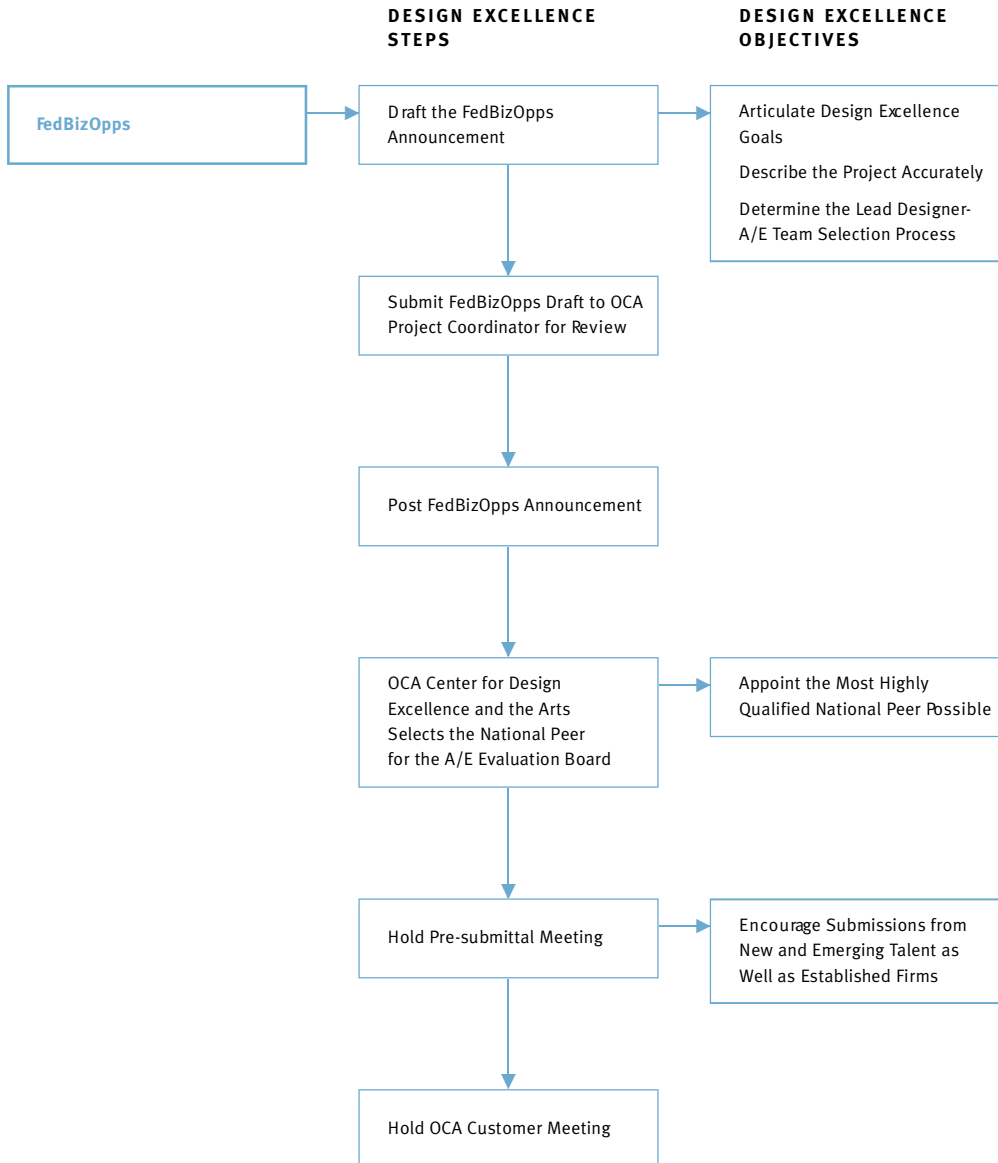 DESIGN EXCELLENCE
STEPS
DESIGN EXCELLENCE
OBJECTIVES
FedBizOpps
Draft the FedBizOpps
Announcement
Articulate Design Excellence
Goals
Describe the Project Accurately
Determine the Lead Designer-
A/E Team Selection Process
Submit FedBizOpps Draft to OCA
Project Coordinator for Review
Post FedBizOpps Announcement
OCA Center for Design
Excellence and the Arts
Selects the National Peer
for the A/E Evaluation Board
Appoint the Most Highly
Qualified National Peer Possible
Hold Pre-submittal Meeting
Encourage Submissions from
New and Emerging Talent as
Well as Established Firms
Hold OCA Customer Meeting